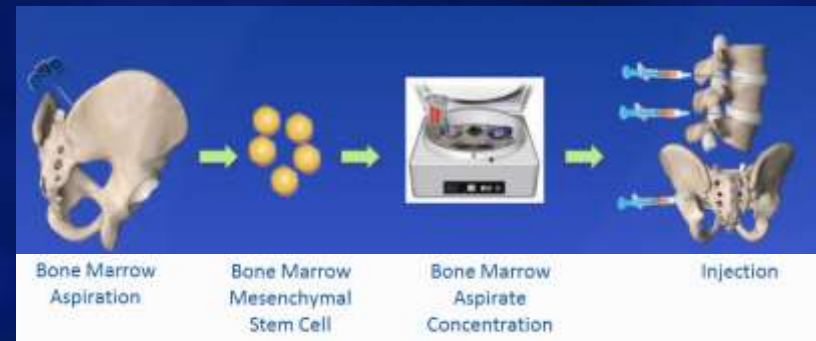 Bone Marrow
Aspiration
Bone Marrow
Mesenchymal
Stem Cell
Bone Marrow
Aspirate
Concentration
Injection